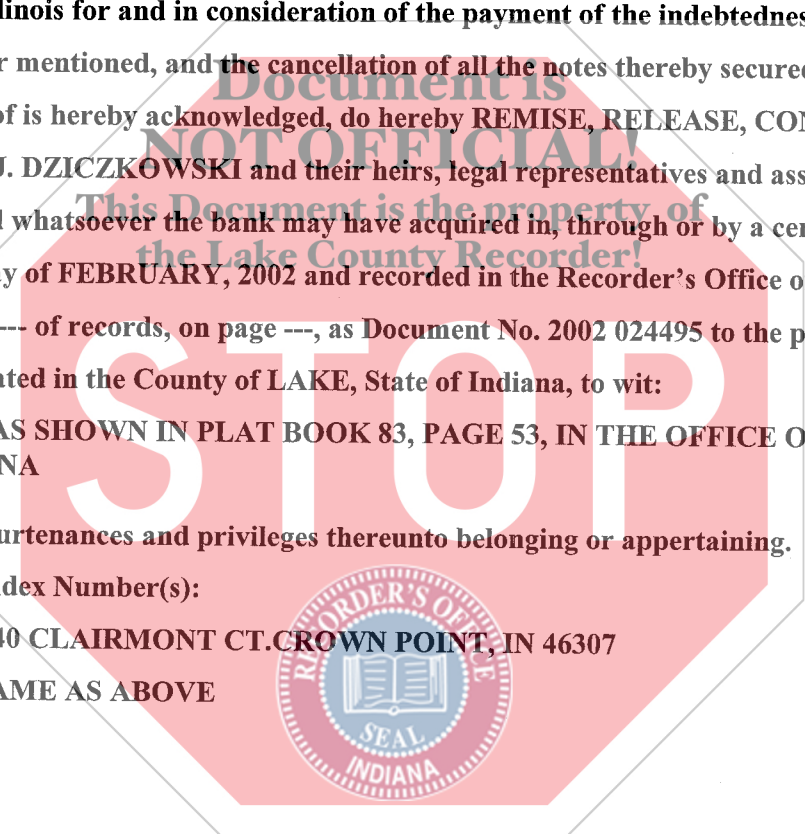 linois for and in consideration of the payment of the indebtednes
r mentioned, and the cancellation of all the notes thereby secured
Document is
of is hereby acknowledged, do hereby REMISE, RELEASE, CON
NOT OFFICIAL!
J. DZICZKOWSKI and their heirs, legal representatives and ass
This Document is the property of
l whatsoever the bank may have acquired in, through or by a cer
the Lake County Recorder!
y of FEBRUARY, 2002 and recorded in the Recorder's Office o
--- of records, on page ---, as Document No. 2002 024495 to the p
STOP
ated in the County of LAKE, State of Indiana, to wit:
AS SHOWN IN PLAT BOOK 83, PAGE 53, IN THE OFFICE O
NA
urtenances and privileges thereunto belonging or appertaining.
dex Number(s):
40 CLAIRMONT CT.CROWN POINT, IN 46307
AME AS ABOVE
RECORDER'S OFFICE
SEAL
INDIANA